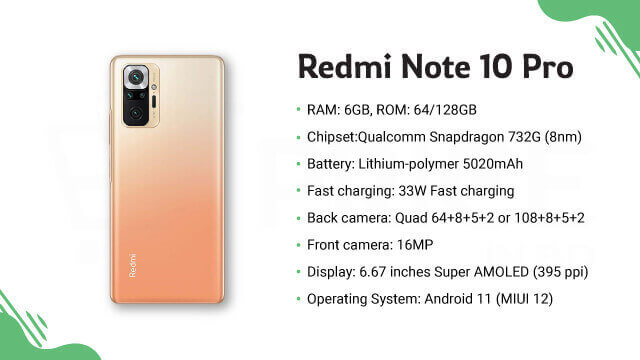 Redmi Note 10 Pro
RAM: 6GB, ROM: 64/128GB
Chipset:Qualcomm Snapdragon 732G (8nm)
Battery: Lithium-polymer 5020mAh
Fast charging: 33W Fast charging
Back camera: Quad 64+8+5+2 or 108+8+5+2
Front camera: 16MP
Display: 6.67 inches Super AMOLED (395 ppi)
Operating System: Android 11 (MIUI 12)
Redmi